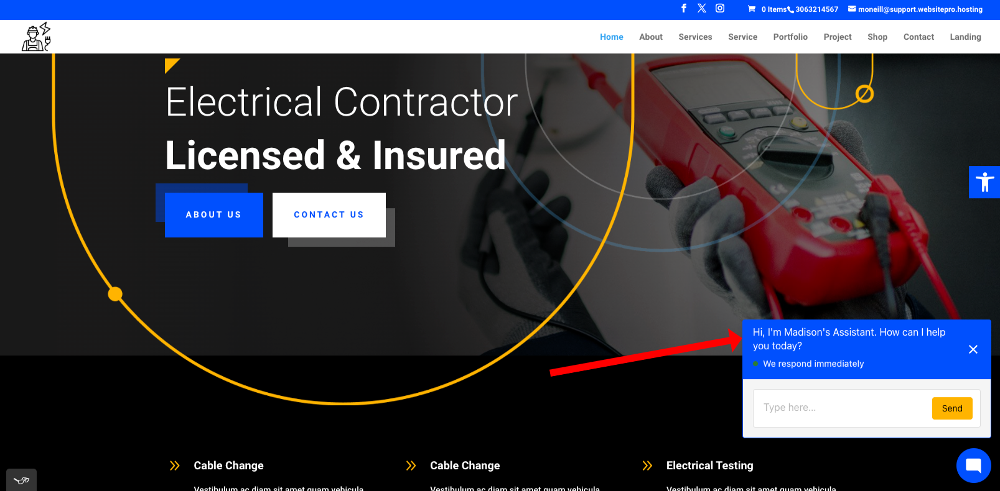 0 Items 3063214567 moneill@support.websitepro.hosting
Home About Services Service Portfolio Project Shop Contact Landing
Electrical Contractor
Licensed & Insured
ABOUT US CONTACT US
Hi, I'm Madison's Assistant. How can I help
you today?
We respond immediately
Type here...
Send
Cable Change Cable Change Electrical Testing
Vestibulum ac diam sit amet quam vehicula Vestibulum ac diam sit amet quam vehicula Vestibulum ac diam sit amet quam vehicula